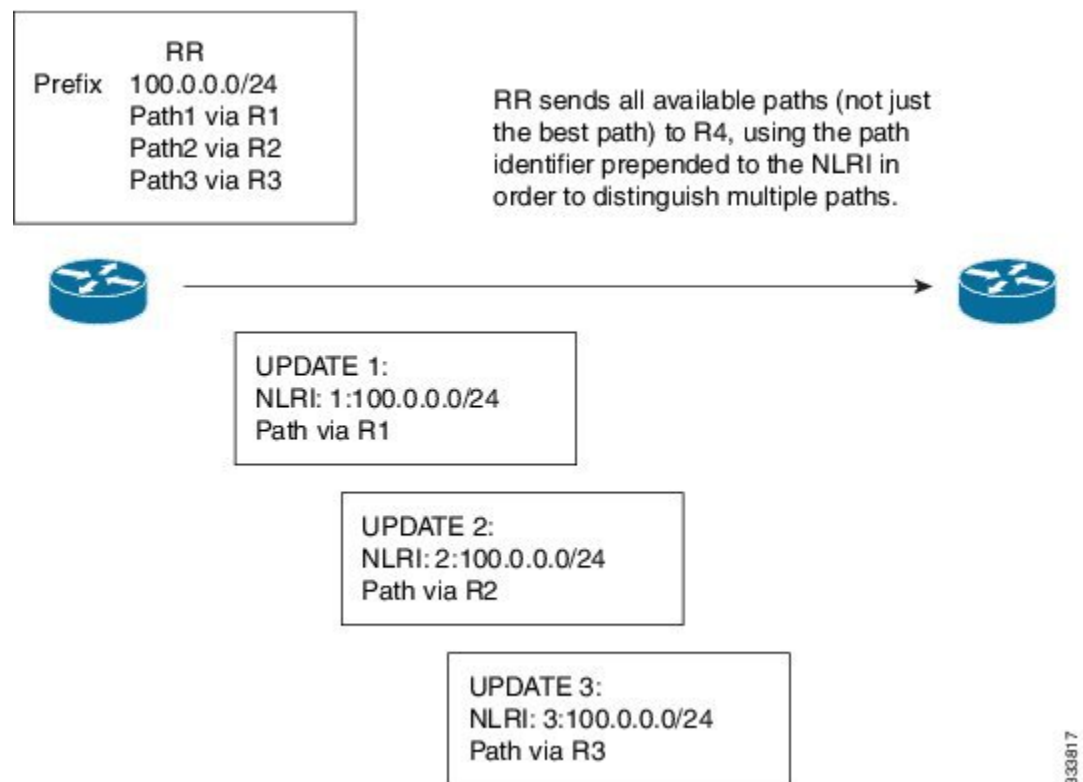 RR
Prefix 100.0.0.0/24
Path1 via R1
Path2 via R2
Path3 via R3
RR sends all available paths (not just
the best path) to R4, using the path
identifier prepended to the NLRI in
order to distinguish multiple paths.
UPDATE 1:
NLRI: 1:100.0.0.0/24
Path via R1
UPDATE 2:
NLRI: 2:100.0.0.0/24
Path via R2
UPDATE 3:
NLRI: 3:100.0.0.0/24
Path via R3
333817